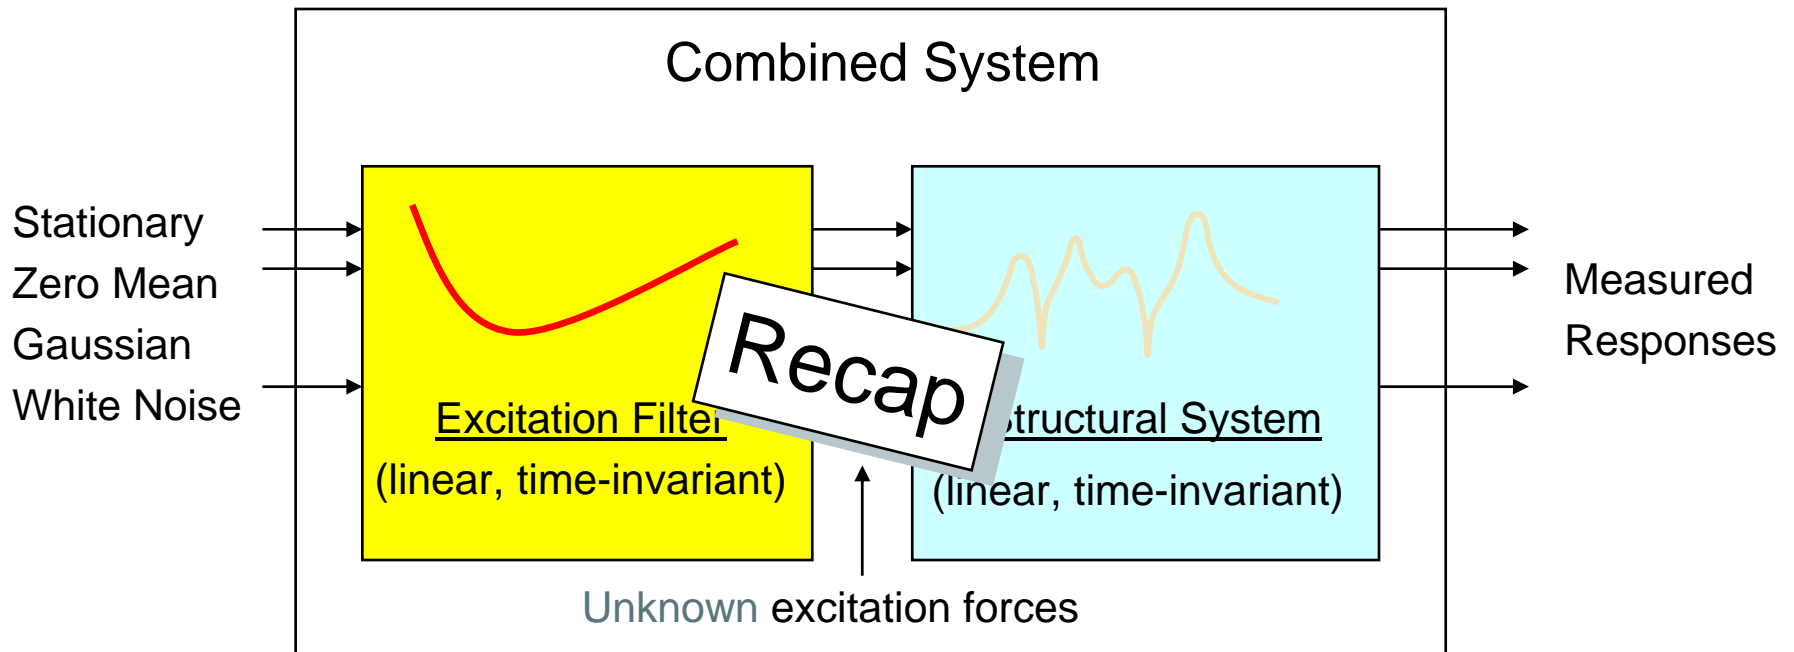 Combined System
Stationary
Zero Mean
Gaussian
White Noise
Excitation Filter
(linear, time-invariant)
Recap
tructural System
(linear, time-invariant)
Unknown excitation forces
Measured
Responses